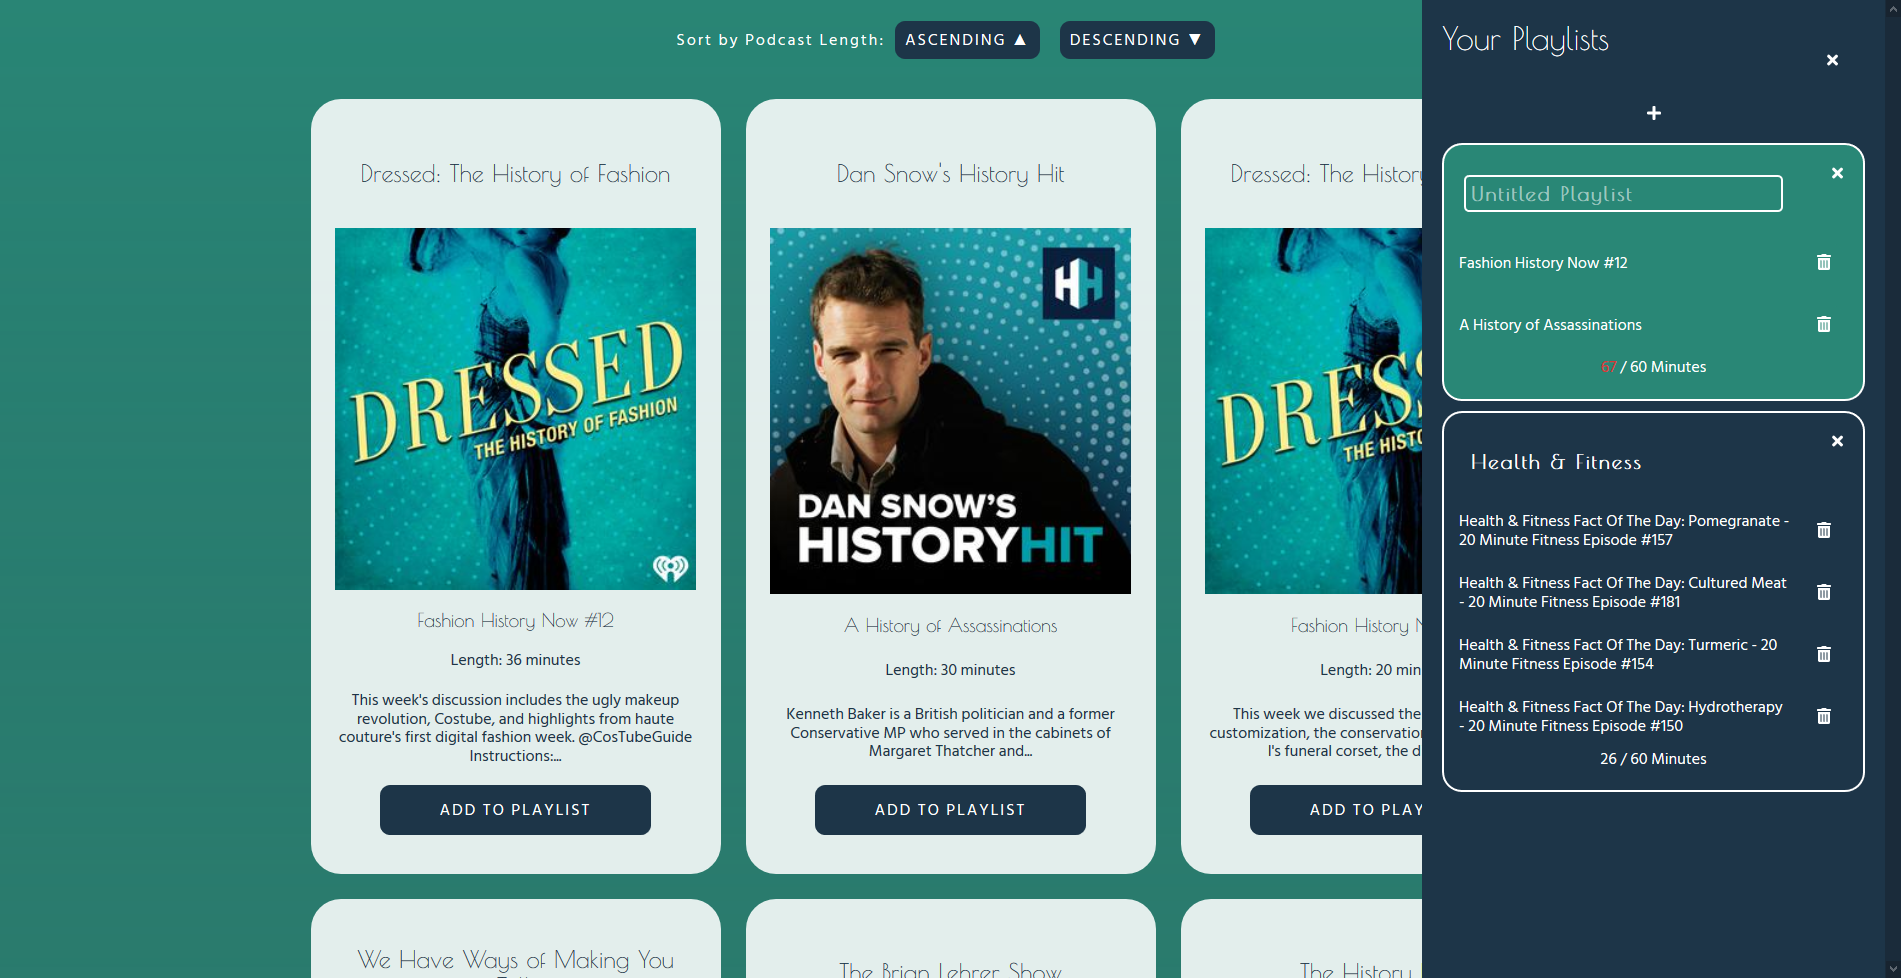 Sort by Podcast Length: ASCENDING ▲ DESCENDING ▼
Dressed: The History of Fashion
DRESSED
THE HISTORY OF FASHION
Fashion History Now #12
Length: 36 minutes
This week's discussion includes the ugly makeup
revolution, Costube, and highlights from haute
couture's first digital fashion week. @CosTubeGuide
Instructions:...
ADD TO PLAYLIST
Dan Snow's History Hit
H
DAN SNOW'S
HISTORYHIT
A History of Assassinations
Length: 30 minutes
Kenneth Baker is a British politician and a former
Conservative MP who served in the cabinets of
Margaret Thatcher and...
ADD TO PLAYLIST
Dressed: The History
DRESS
THE HISTO
Fashion History
Length: 20 min
This week we discussed the
customization, the conservation
I's funeral corset, the d
ADD TO PLAY
We Have Ways of Making You
The Brian Lehrer Show
The History
Your Playlists
Untitled Playlist
Fashion History Now #12
A History of Assassinations
67 / 60 Minutes
Health & Fitness
Health & Fitness Fact Of The Day: Pomegranate -
20 Minute Fitness Episode #157
Health & Fitness Fact Of The Day: Cultured Meat
- 20 Minute Fitness Episode #181
Health & Fitness Fact Of The Day: Turmeric - 20
Minute Fitness Episode #154
Health & Fitness Fact Of The Day: Hydrotherapy
- 20 Minute Fitness Episode #150
26 / 60 Minutes